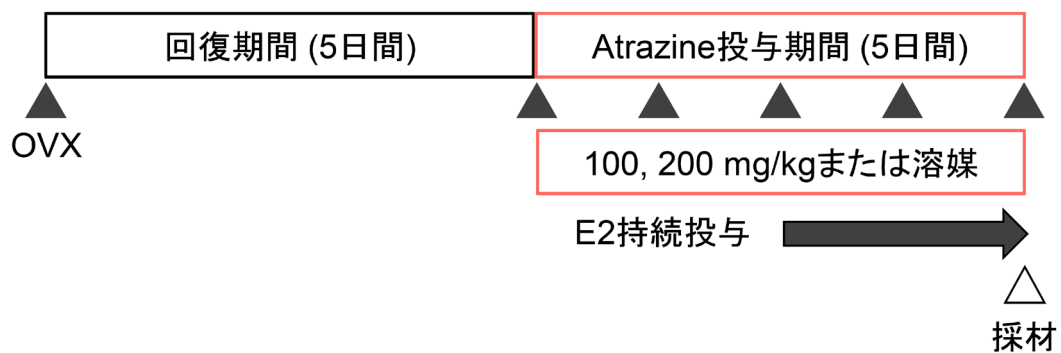 回復期間 (5日間)
Atrazine投与期間 (5日間)
OVX
100, 200 mg/kgまたは溶媒
E2持続投与
採材